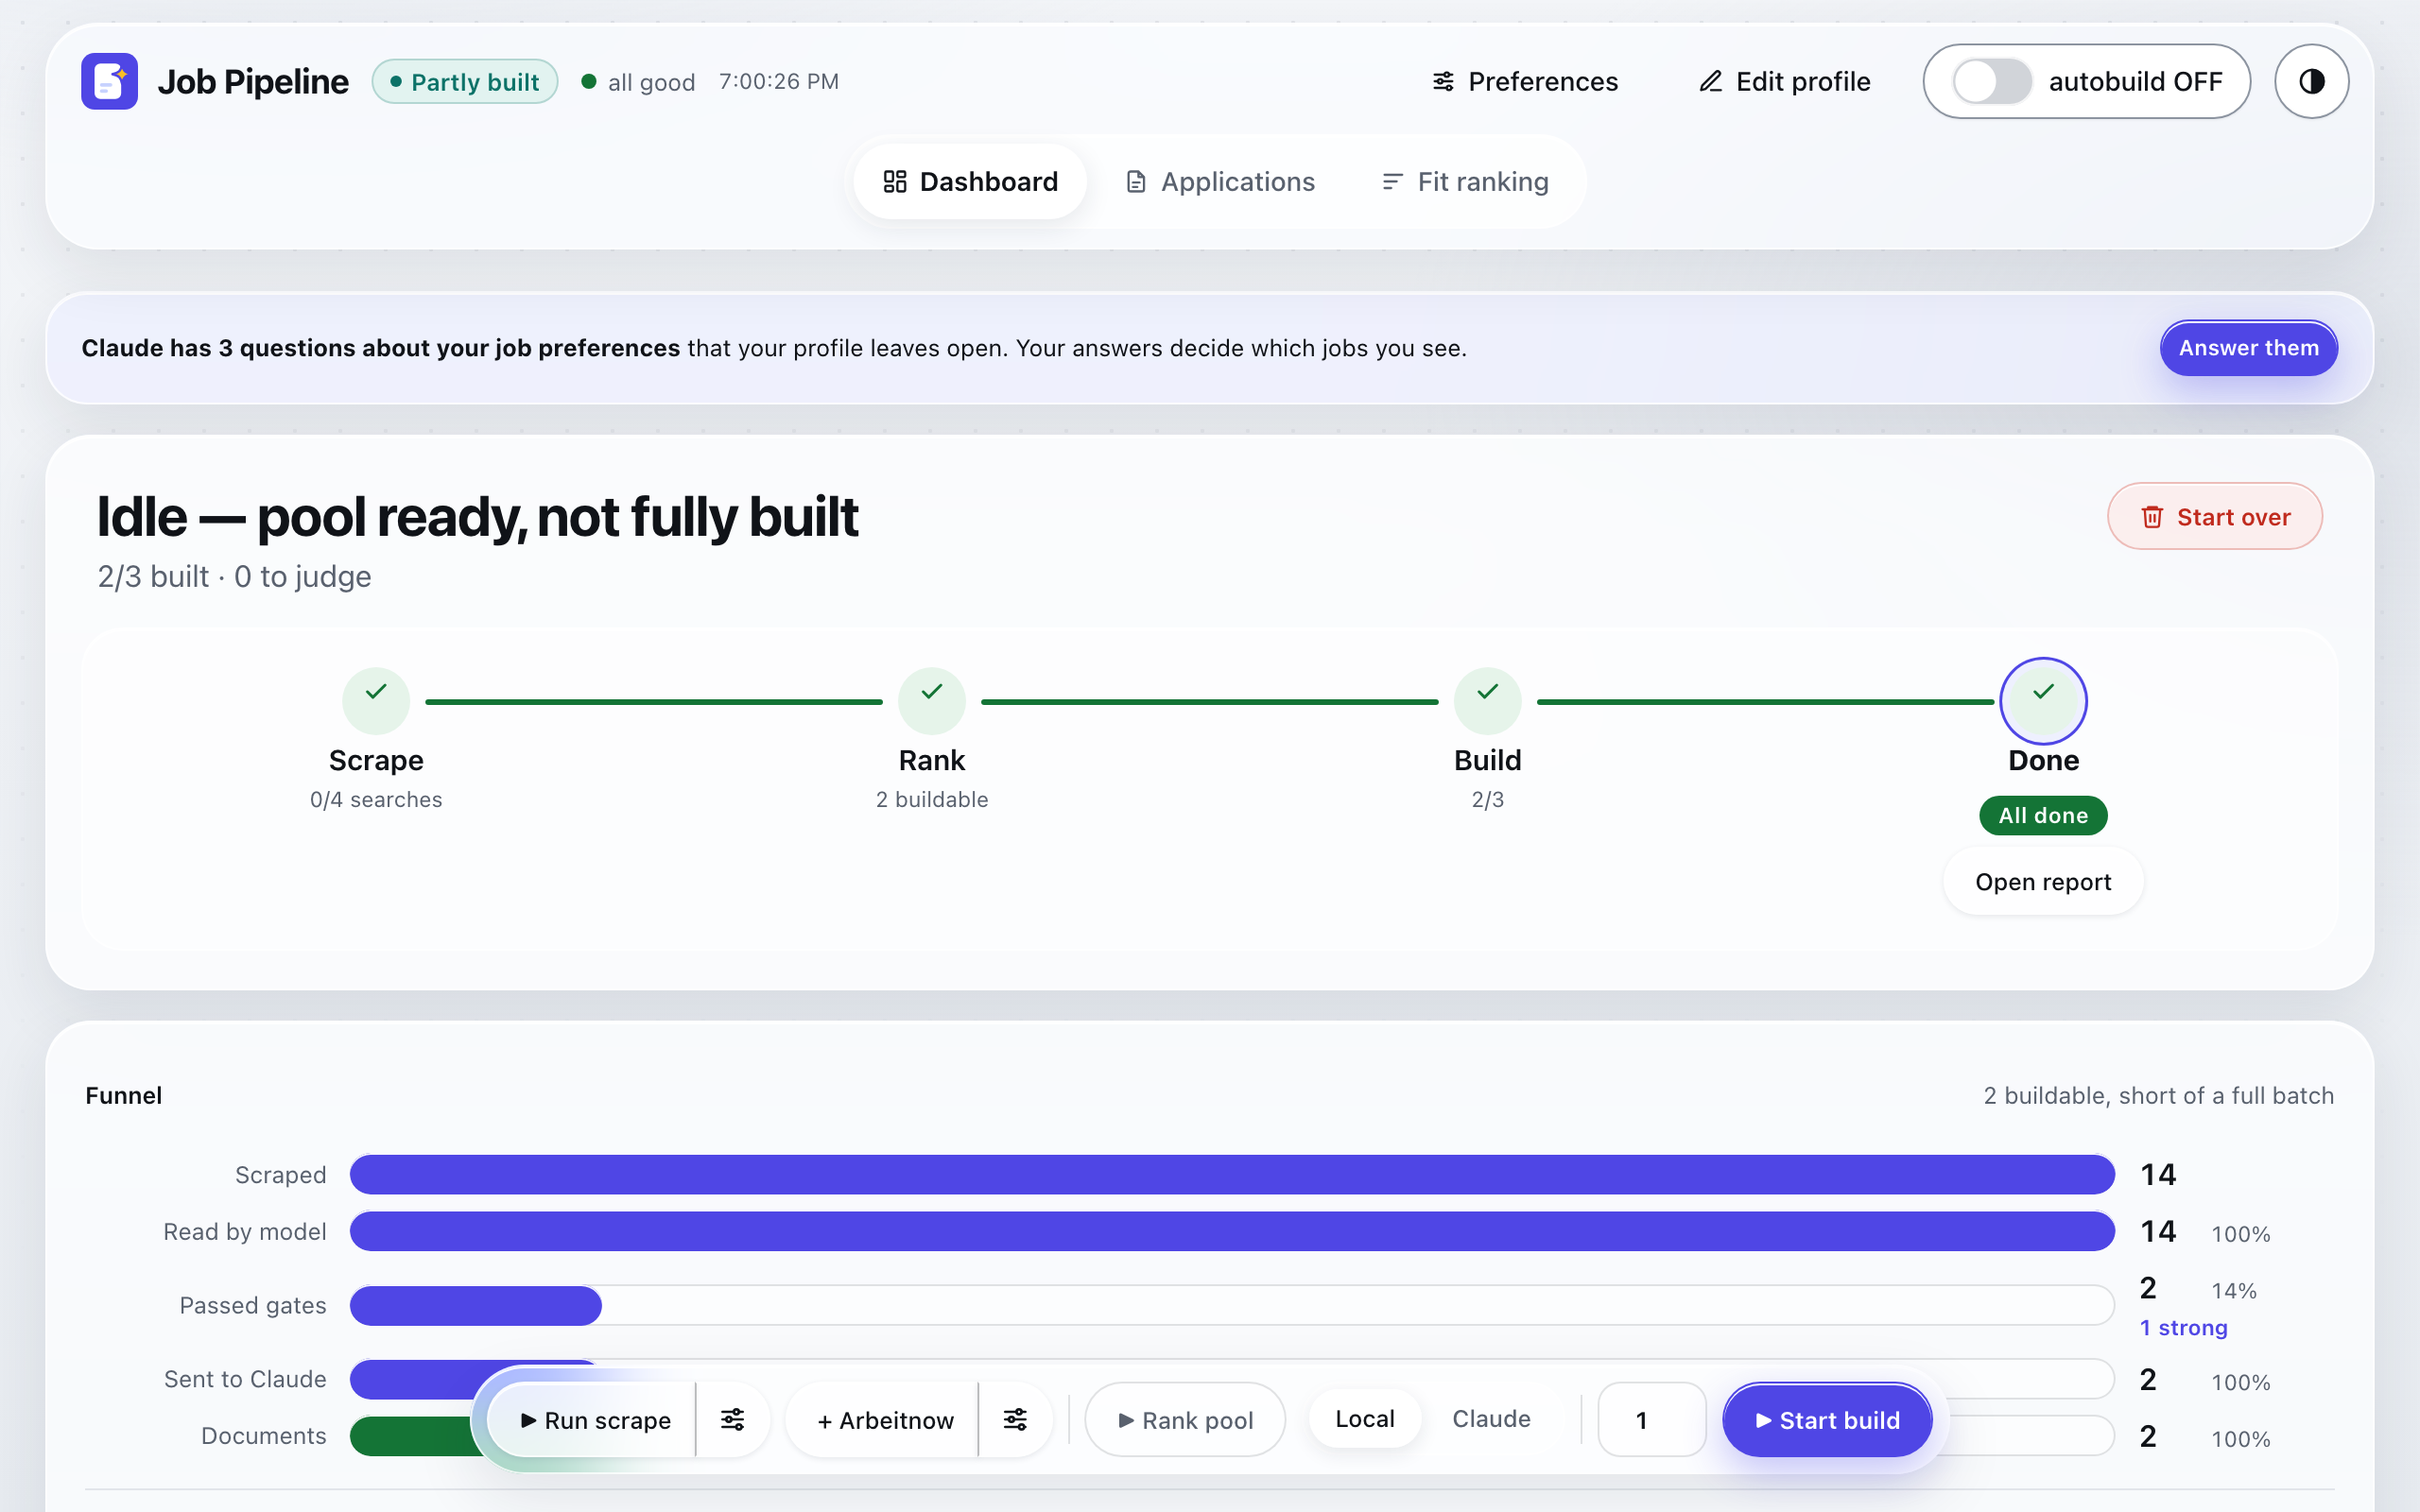 Job Pipeline
Partly built
all good
7:00:26 PM
Preferences
Edit profile
autobuild OFF
Dashboard
Applications
Fit ranking
Claude has 3 questions about your job preferences that your profile leaves open. Your answers decide which jobs you see.
Answer them
Idle — pool ready, not fully built
Start over
2/3 built · 0 to judge
Scrape
0/4 searches
Rank
2 buildable
Build
2/3
Done
All done
Open report
Funnel
2 buildable, short of a full batch
Scraped
14
Read by model
14 100%
Passed gates
2 14%
1 strong
Sent to Claude
2 100%
Documents
2 100%
Run scrape
+ Arbeitnow
Rank pool
Local
Claude
1
Start build